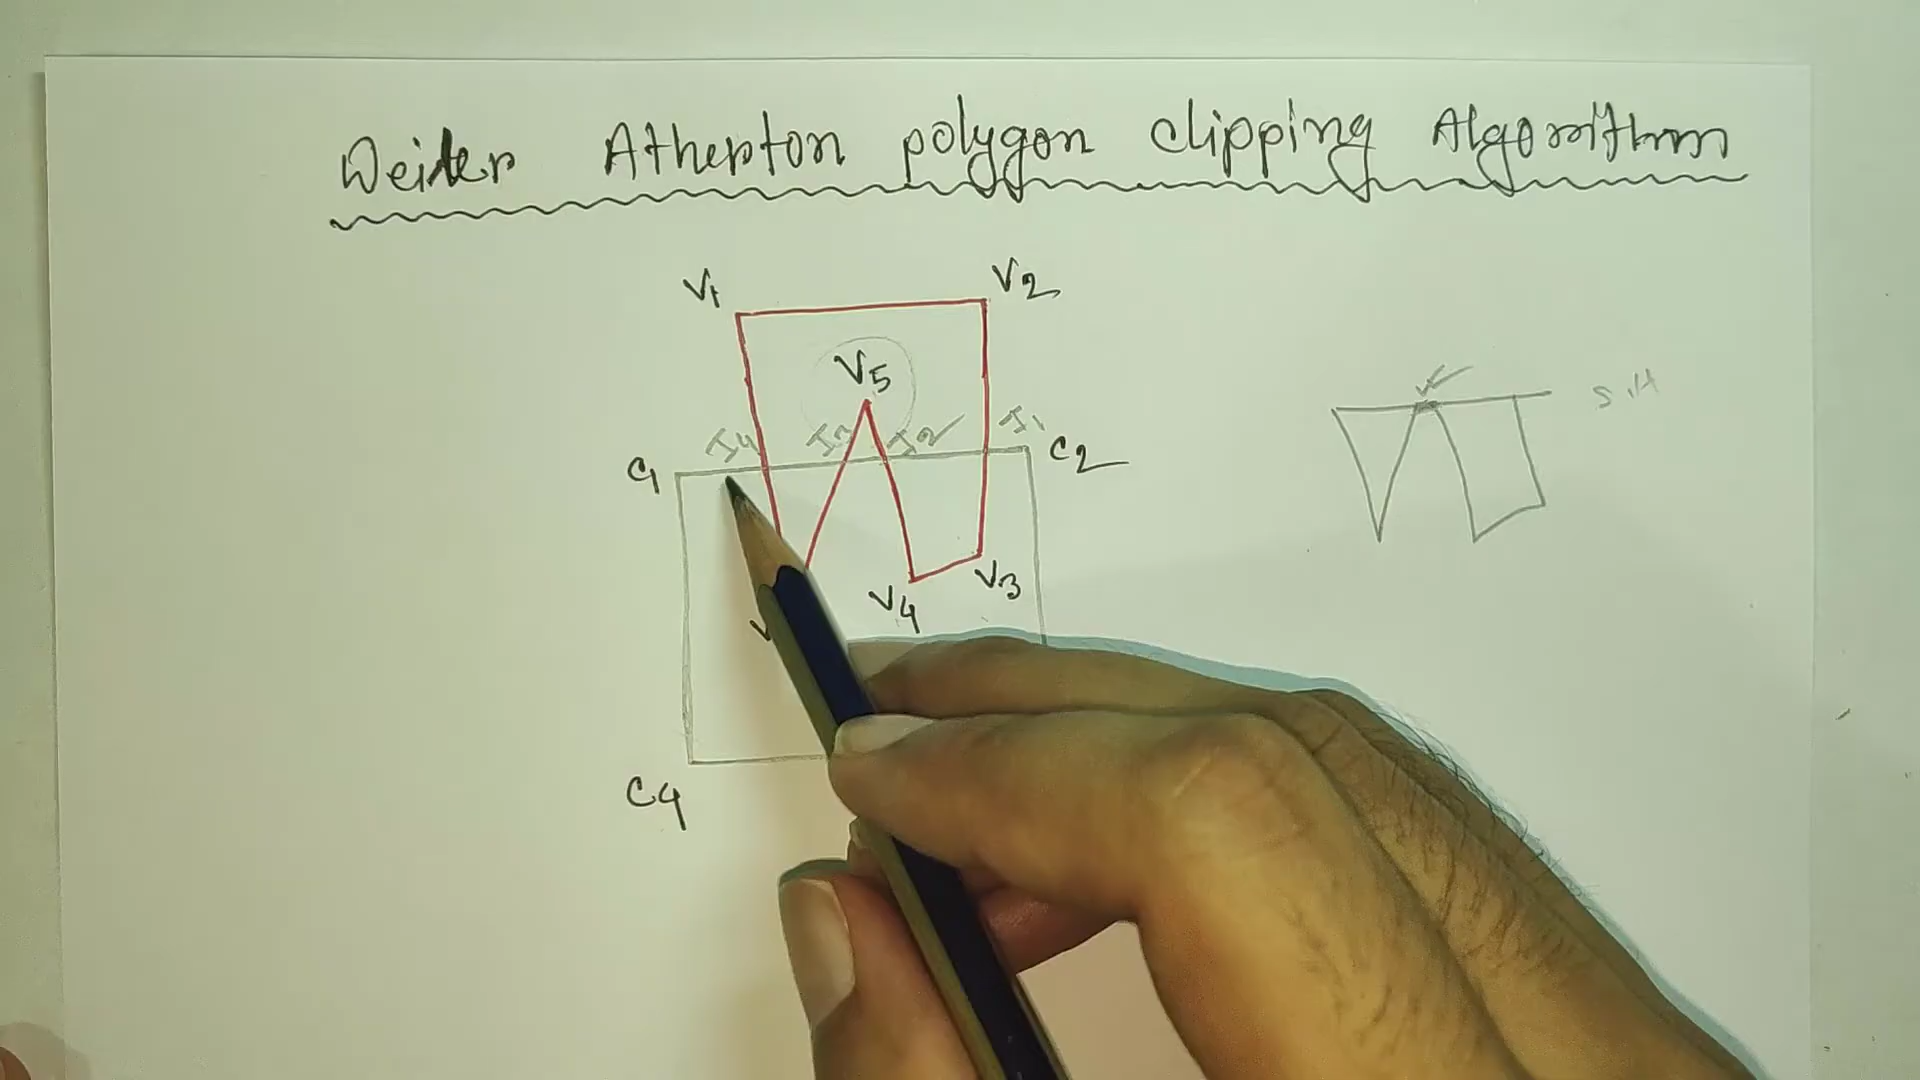 Weiler Atherton polygon clipping Algorithm
V1 V2
V5
I4 I3 I2 I1
C1 C2
S.H
V3
V4
V
C4